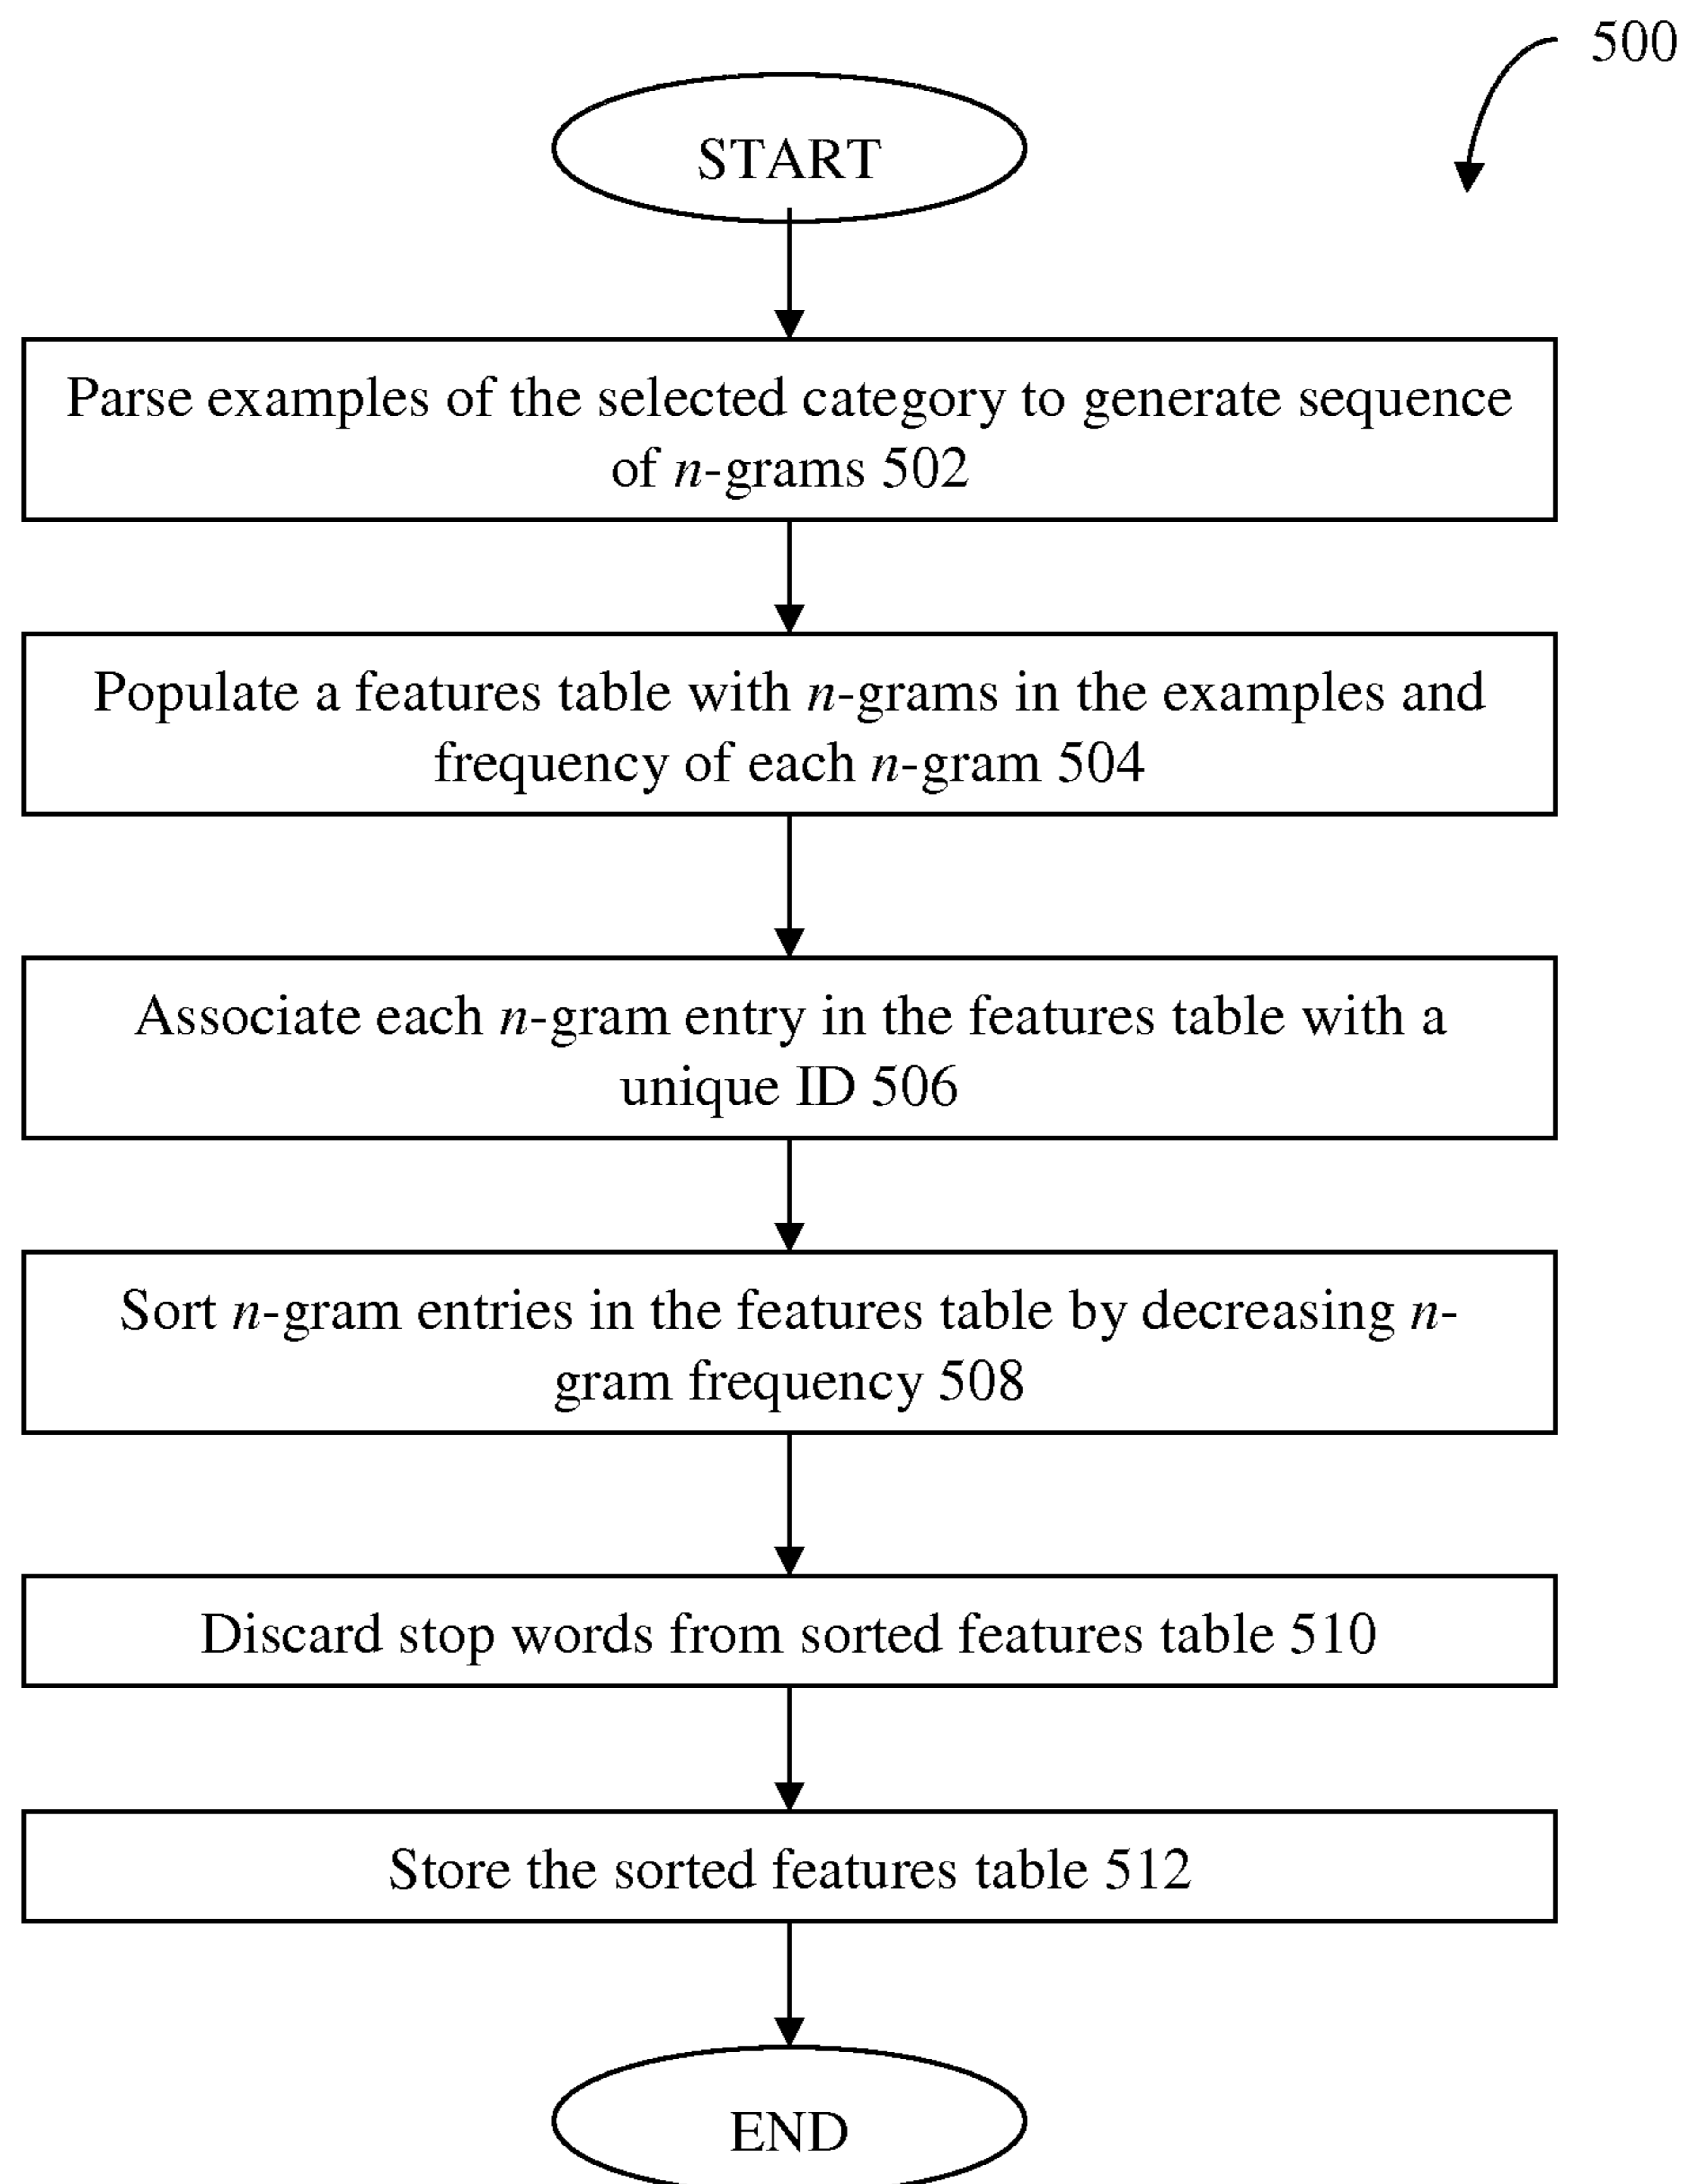 500
START
Parse examples of the selected category to generate sequence
of n-grams 502
Populate a features table with n-grams in the examples and
frequency of each n-gram 504
Associate each n-gram entry in the features table with a
unique ID 506
Sort n-gram entries in the features table by decreasing n-
gram frequency 508
Discard stop words from sorted features table 510
Store the sorted features table 512
END